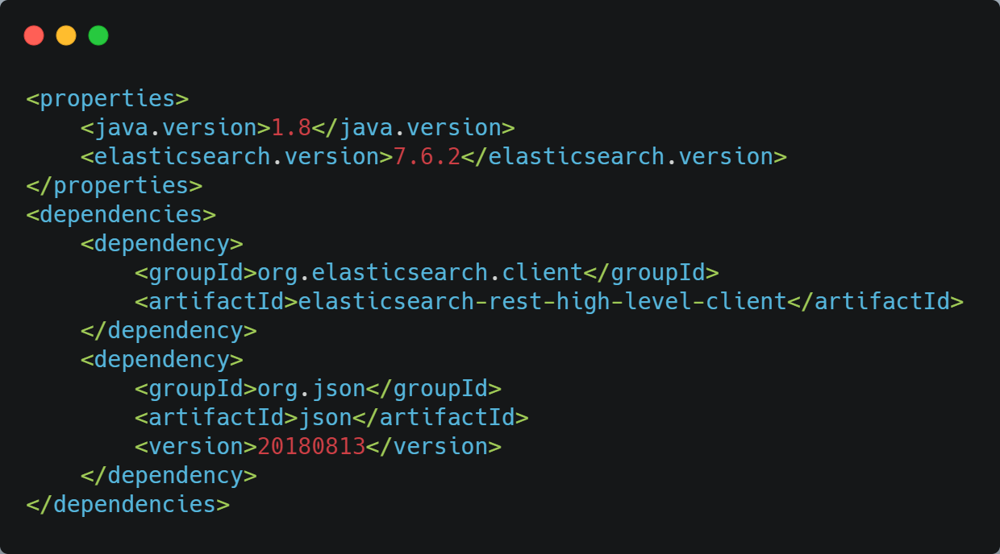 <properties>
    <java.version>1.8</java.version>
    <elasticsearch.version>7.6.2</elasticsearch.version>
</properties>
<dependencies>
    <dependency>
        <groupId>org.elasticsearch.client</groupId>
        <artifactId>elasticsearch-rest-high-level-client</artifactId>
    </dependency>
    <dependency>
        <groupId>org.json</groupId>
        <artifactId>json</artifactId>
        <version>20180813</version>
    </dependency>
</dependencies>